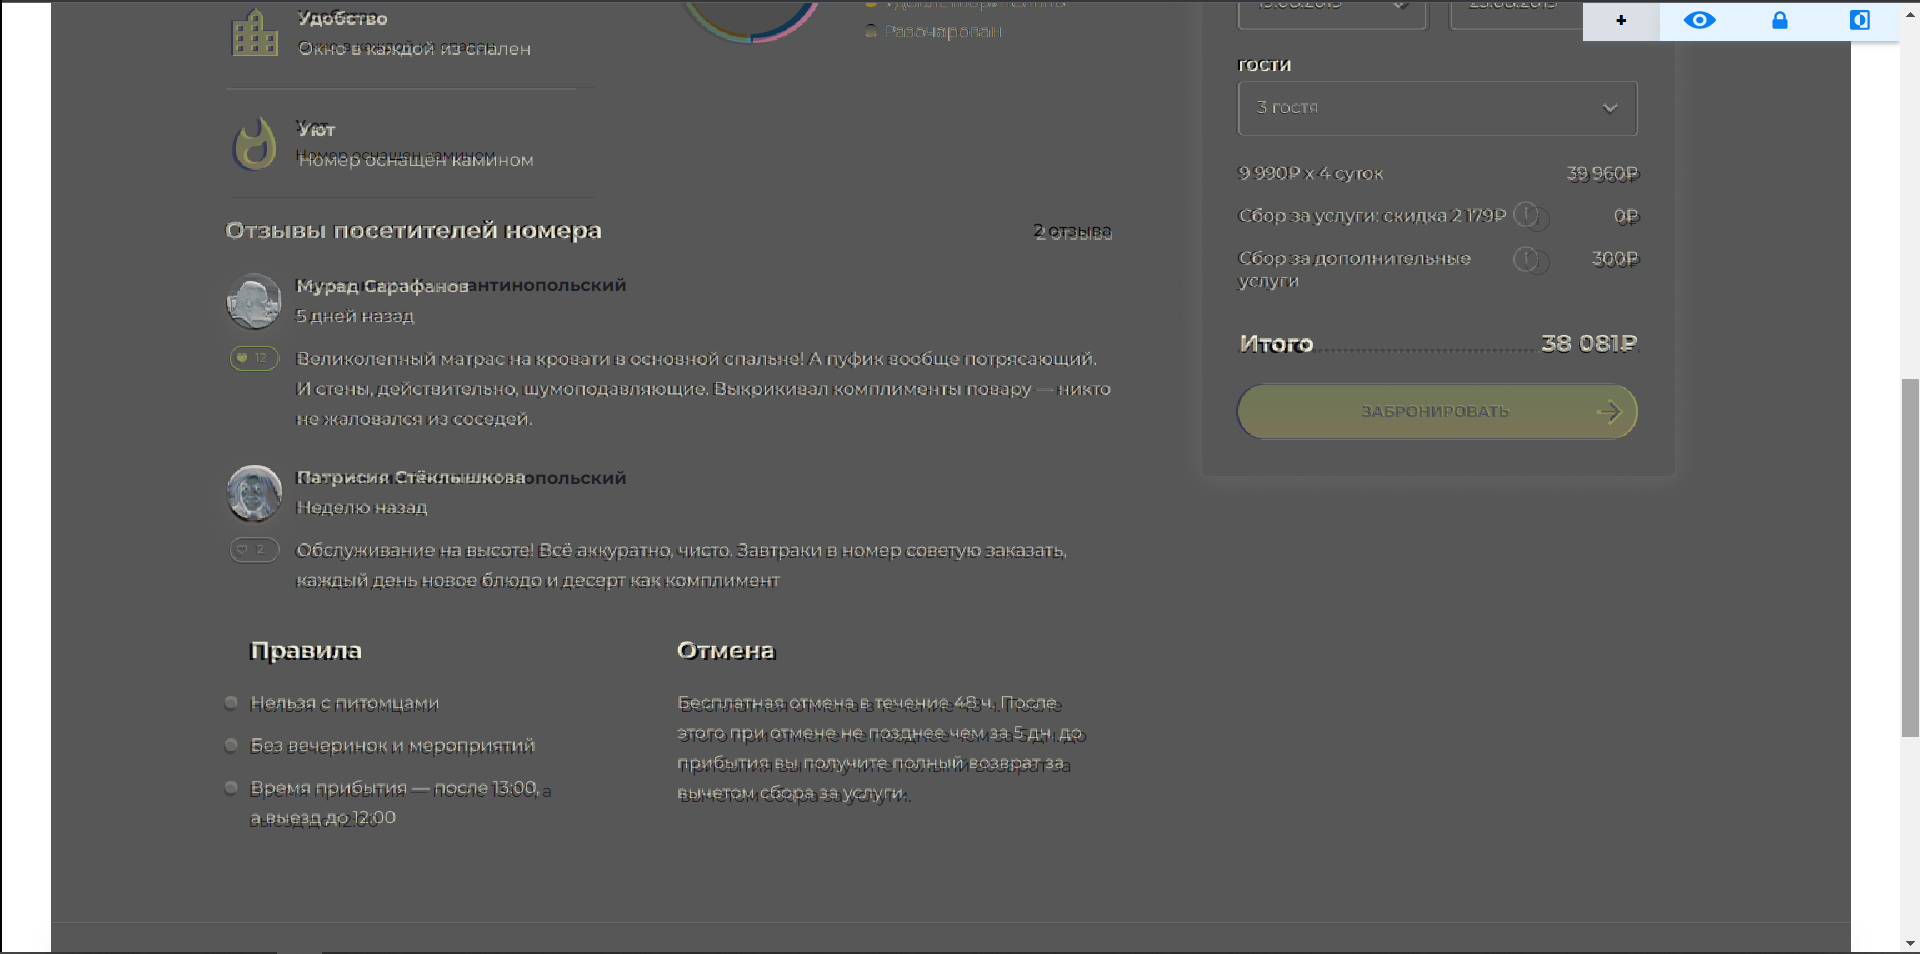 Удобство
Окно в каждой из спален
Уют
Номер оснащён камином
Разочарован
ГОСТИ
3 гостя
9 990₽ x 4 суток 39 960₽
Сбор за услуги: скидка 2 179₽ 0₽
Сбор за дополнительные 300₽
услуги
Итого 38 081₽
ЗАБРОНИРОВАТЬ
Отзывы посетителей номера 2 отзыва
Мурад Сарафанов
5 дней назад
12
Великолепный матрас на кровати в основной спальне! А пуфик вообще потрясающий.
И стены, действительно, шумоподавляющие. Выкрикивал комплименты повару — никто
не жаловался из соседей.
Патрисия Стёклышкова
Неделю назад
2
Обслуживание на высоте! Всё аккуратно, чисто. Завтраки в номер советую заказать,
каждый день новое блюдо и десерт как комплимент
Правила
Нельзя с питомцами
Без вечеринок и мероприятий
Время прибытия — после 13:00,
а выезд до 12:00
Отмена
Бесплатная отмена в течение 48 ч. После
этого при отмене не позднее чем за 5 дн. до
прибытия вы получите полный возврат за
вычетом сбора за услуги.